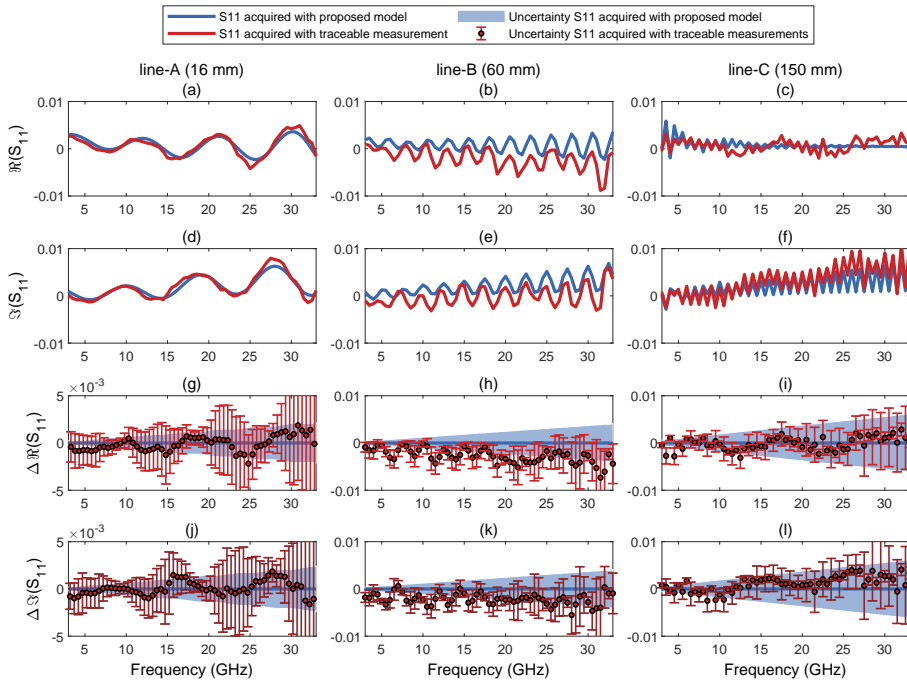 S11 acquired with proposed model
Uncertainty S11 acquired with proposed model
S11 acquired with traceable measurement
Uncertainty S11 acquired with traceable measurements
line-A (16 mm)
line-B (60 mm)
line-C (150 mm)
(a)
(b)
(c)
ℜ(S11)
0.01
0
-0.01
5 10 15 20 25 30
0.01
0
-0.01
5 10 15 20 25 30
0.01
0
-0.01
5 10 15 20 25 30
(d)
(e)
(f)
ℑ(S11)
0.01
0
-0.01
5 10 15 20 25 30
0.01
0
-0.01
5 10 15 20 25 30
0.01
0
-0.01
5 10 15 20 25 30
(g)
(h)
(i)
×10-3
Δ ℜ(S11)
5
0
-5
5 10 15 20 25 30
0.01
0
-0.01
5 10 15 20 25 30
0.01
0
-0.01
5 10 15 20 25 30
(j)
(k)
(l)
×10-3
Δ ℑ(S11)
5
0
-5
5 10 15 20 25 30
0.01
0
-0.01
5 10 15 20 25 30
0.01
0
-0.01
5 10 15 20 25 30
Frequency (GHz)
Frequency (GHz)
Frequency (GHz)